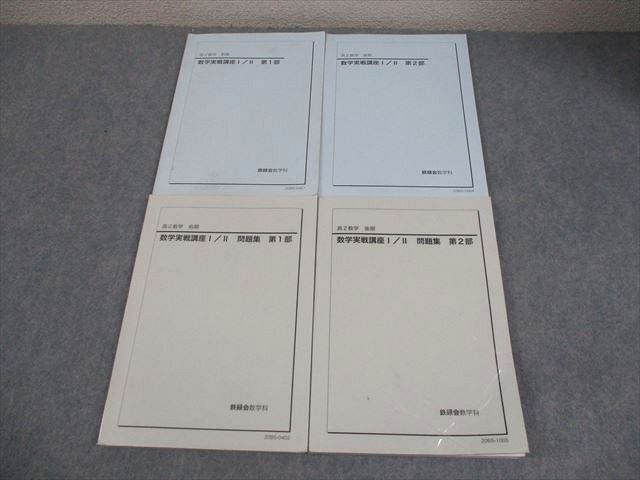 高2数学 前期
数学実戦講座Ⅰ／Ⅱ 第1部
鉄緑会数学科
高2数学 後期
数学実戦講座Ⅰ／Ⅱ 第2部
鉄緑会数学科
高2数学 前期
数学実戦講座Ⅰ／Ⅱ 問題集 第1部
鉄緑会数学科
2065-0402
高2数学 後期
数学実戦講座Ⅰ／Ⅱ 問題集 第2部
鉄緑会数学科
2065-1005